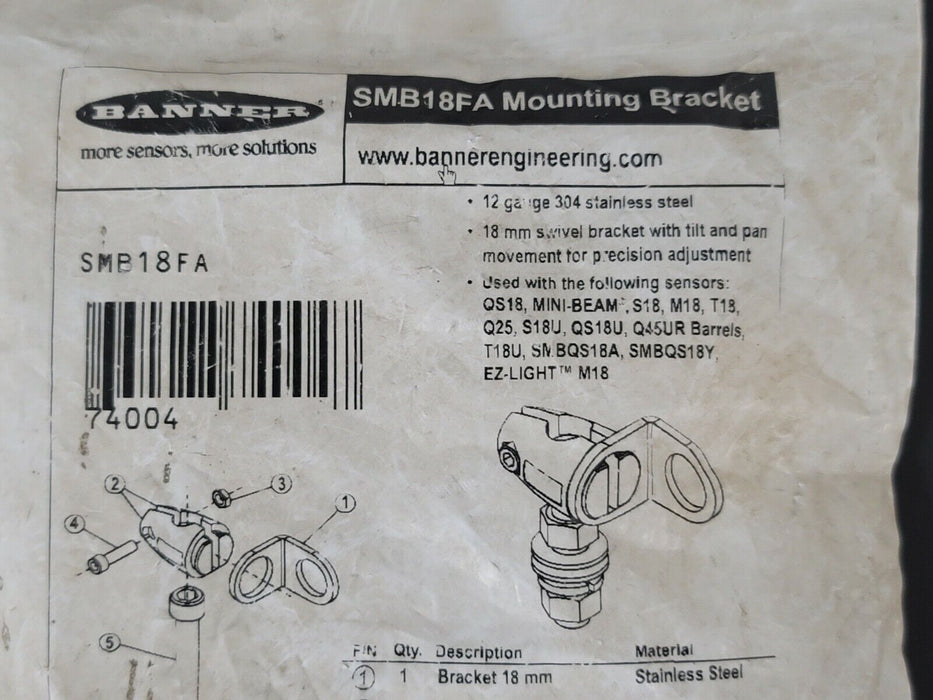 BANNER
more sensors, more solutions
SMB18FA Mounting Bracket
www.bannerengineering.com
SMB18FA
74004
• 12 gauge 304 stainless steel
• 18 mm swivel bracket with tilt and pan
movement for precision adjustment
• Used with the following sensors:
QS18, MINI-BEAM, S18, M18, T18,
Q25, S18U, QS18U, Q45UR Barrels,
T18U, SMBQS18A, SMBQS18Y,
EZ-LIGHT™ M18
2
3
1
4
5
P/N Qty. Description Material
1 1 Bracket 18 mm Stainless Steel